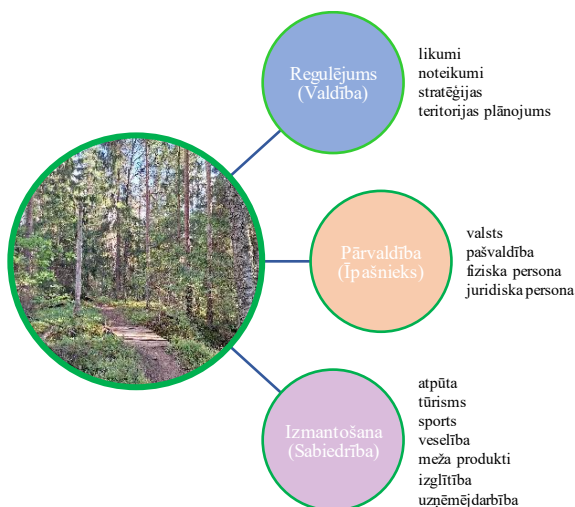 Regulējums
(Valdība)
likumi
noteikumi
stratēģijas
teritorijas plānojums
Pārvaldība
(Īpašnieks)
valsts
pašvaldība
fiziska persona
juridiska persona
Izmantošana
(Sabiedrība)
atpūta
tūrisms
sports
veselība
meža produkti
izglītība
uzņēmējdarbība